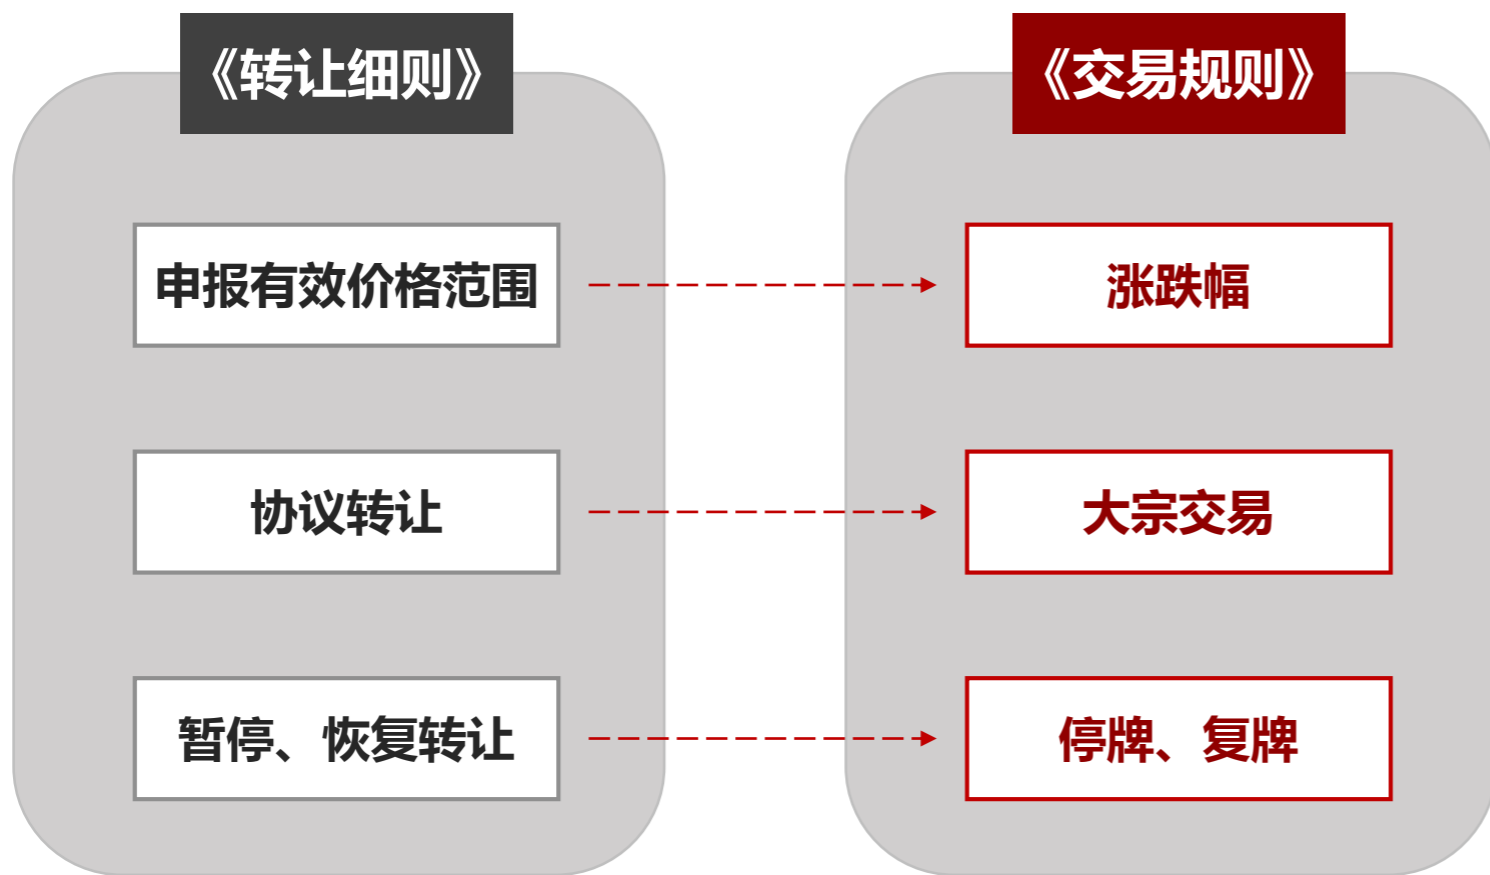 《转让细则》
《交易规则》
申报有效价格范围
涨跌幅
协议转让
大宗交易
暂停、恢复转让
停牌、复牌